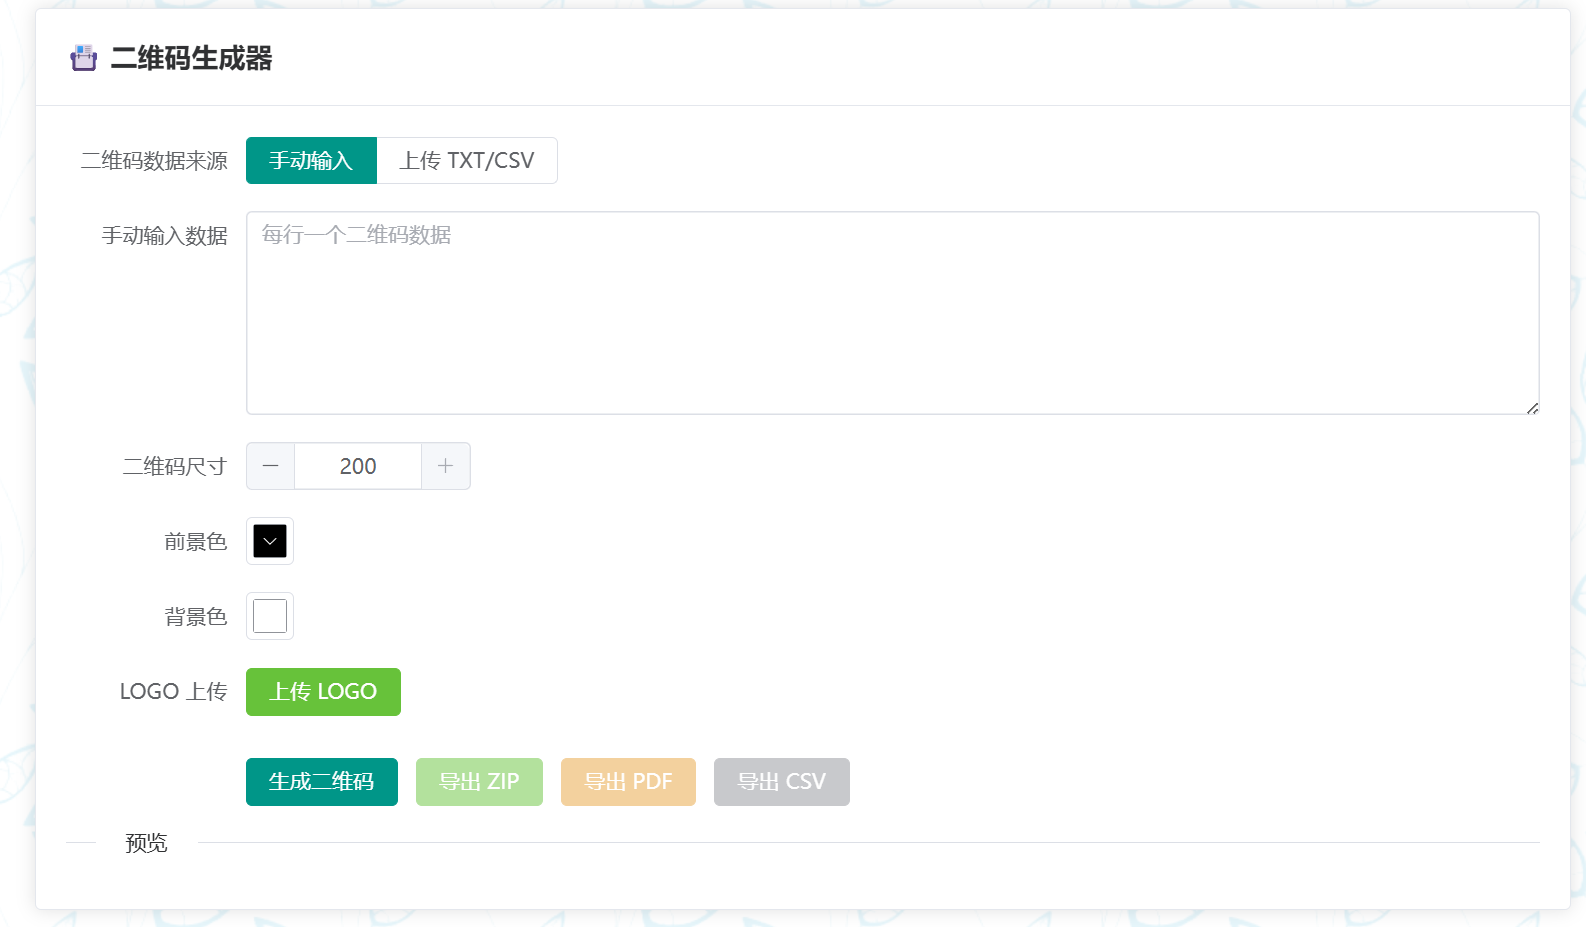 二维码生成器
二维码数据来源 手动输入 上传 TXT/CSV
手动输入数据 每行一个二维码数据
二维码尺寸 200
前景色
背景色
LOGO 上传 上传 LOGO
生成二维码 导出 ZIP 导出 PDF 导出 CSV
预览